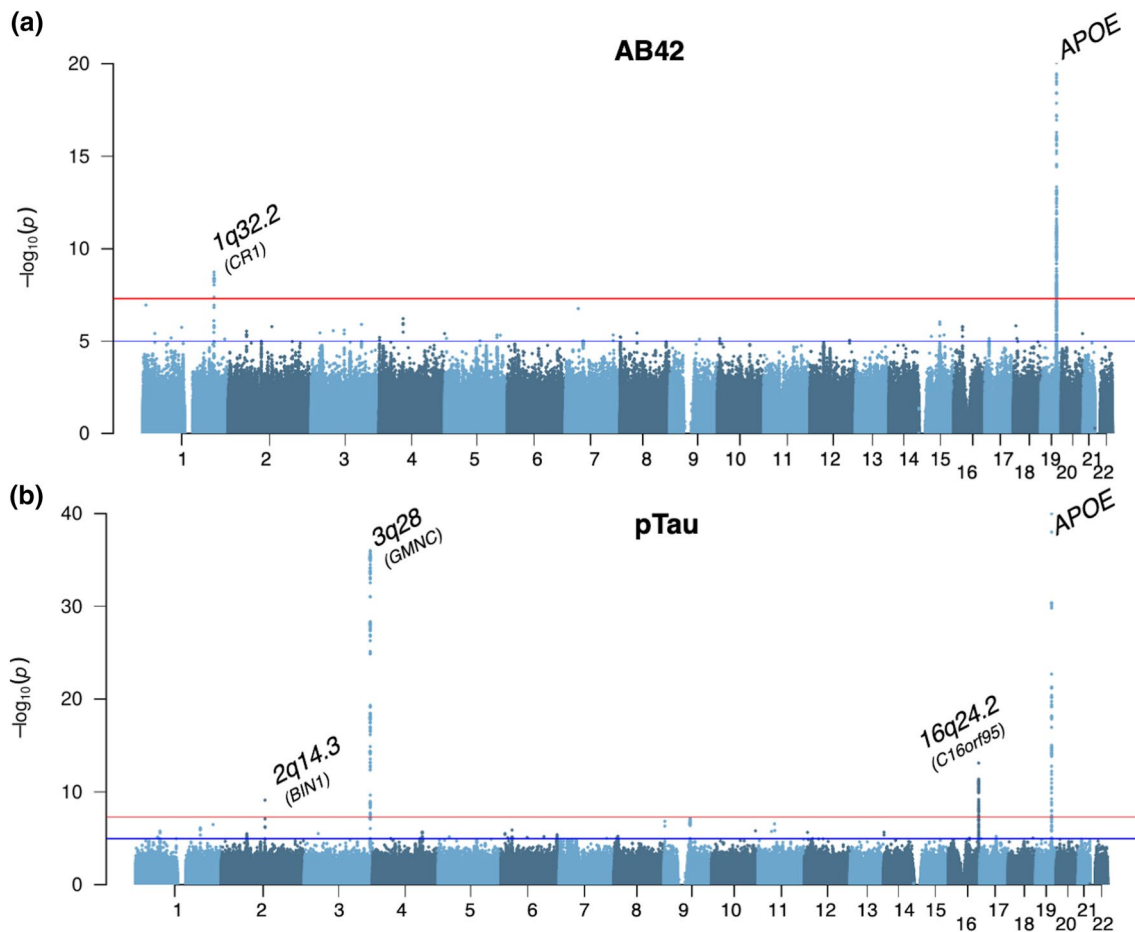 (a)
AB42
APOE
20
15
10
5
0
−log10(p)
1q32.2
(CR1)
1 2 3 4 5 6 7 8 9 10 11 12 13 14 15 16 17 18 19 20 21 22
(b)
pTau
APOE
40
30
20
10
0
−log10(p)
3q28
(GMNC)
2q14.3
(BIN1)
16q24.2
(C16orf95)
1 2 3 4 5 6 7 8 9 10 11 12 13 14 15 16 17 18 19 20 21 22